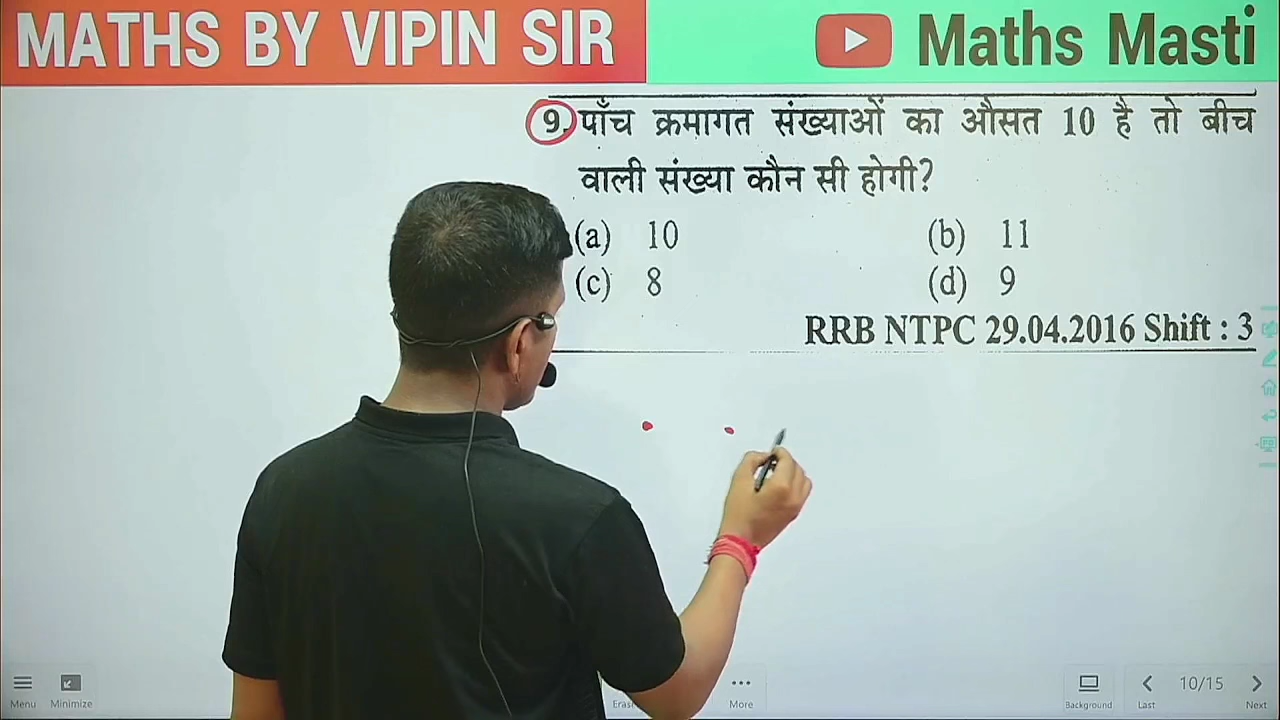 MATHS BY VIPIN SIR
Maths Masti
9. पाँच क्रमागत संख्याओं का औसत 10 है तो बीच
वाली संख्या कौन सी होगी?
(a) 10 (b) 11
(c) 8 (d) 9
RRB NTPC 29.04.2016 Shift : 3
Menu Minimize More Background Last 10/15 Next